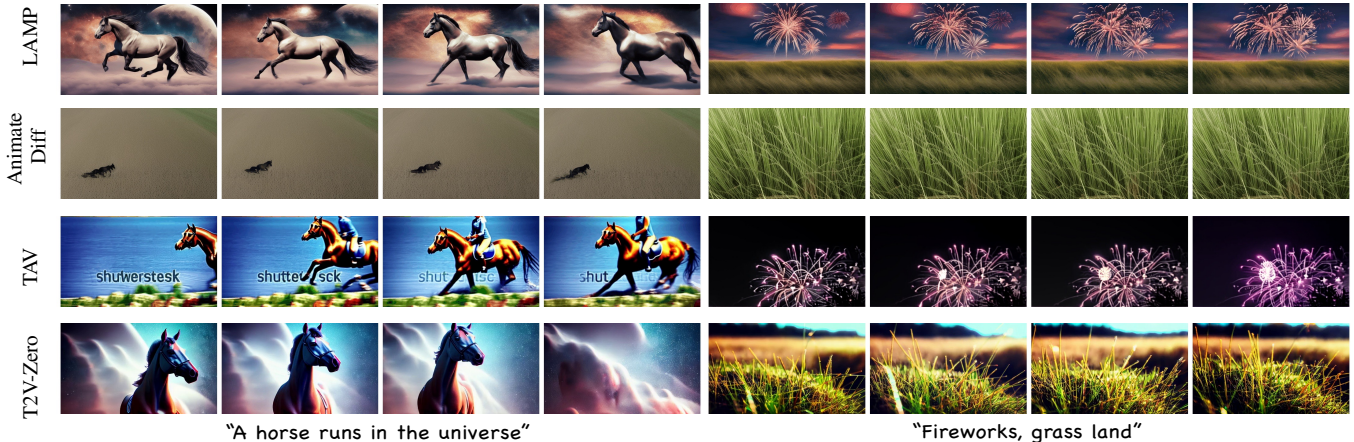 LAMP
Animate
Diff
TAV
shuwerstesk
shutte sck
shut isc
shut
T2V-Zero
"A horse runs in the universe"
"Fireworks, grass land"